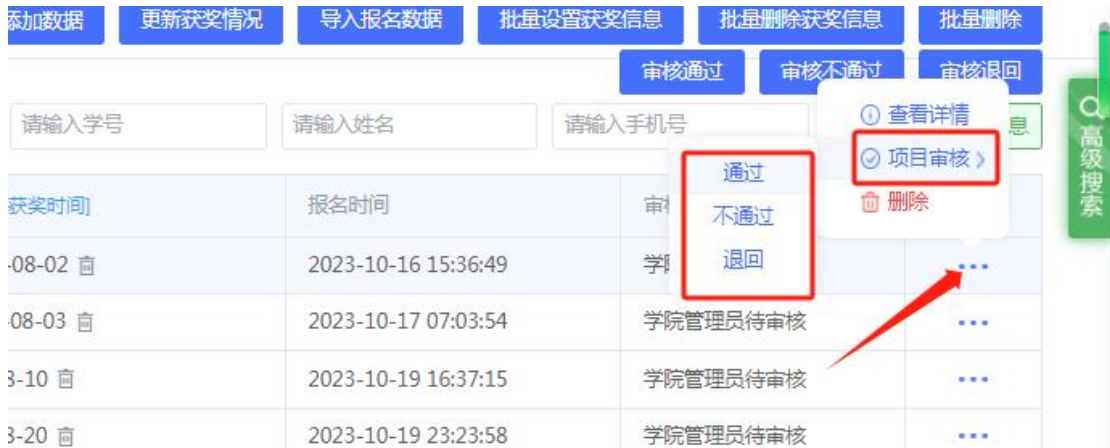 添加数据 更新获奖情况 导入报名数据 批量设置获奖信息 批量删除获奖信息 批量删除
审核通过 审核不通过 审核退回
请输入学号 请输入姓名 请输入手机号 息
查看详情
项目审核
删除
通过
不通过
退回
高级搜索
获奖时间] 报名时间 审
-08-02 2023-10-16 15:36:49 学院
-08-03 2023-10-17 07:03:54 学院管理员待审核
8-10 2023-10-19 16:37:15 学院管理员待审核
8-20 2023-10-19 23:23:58 学院管理员待审核